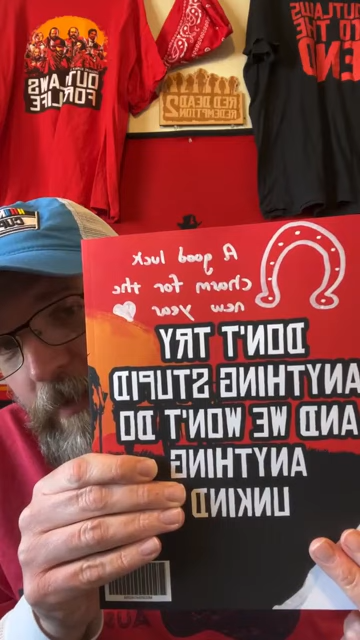 OUTLAWS
FOR LIFE
OUTLAWS
TO THE
END
RED DEAD
REDEMPTION 2
A good luck
charm for the
new year
DON'T TRY
ANYTHING STUPID
AND WE WON'T DO
ANYTHING
UNKIND